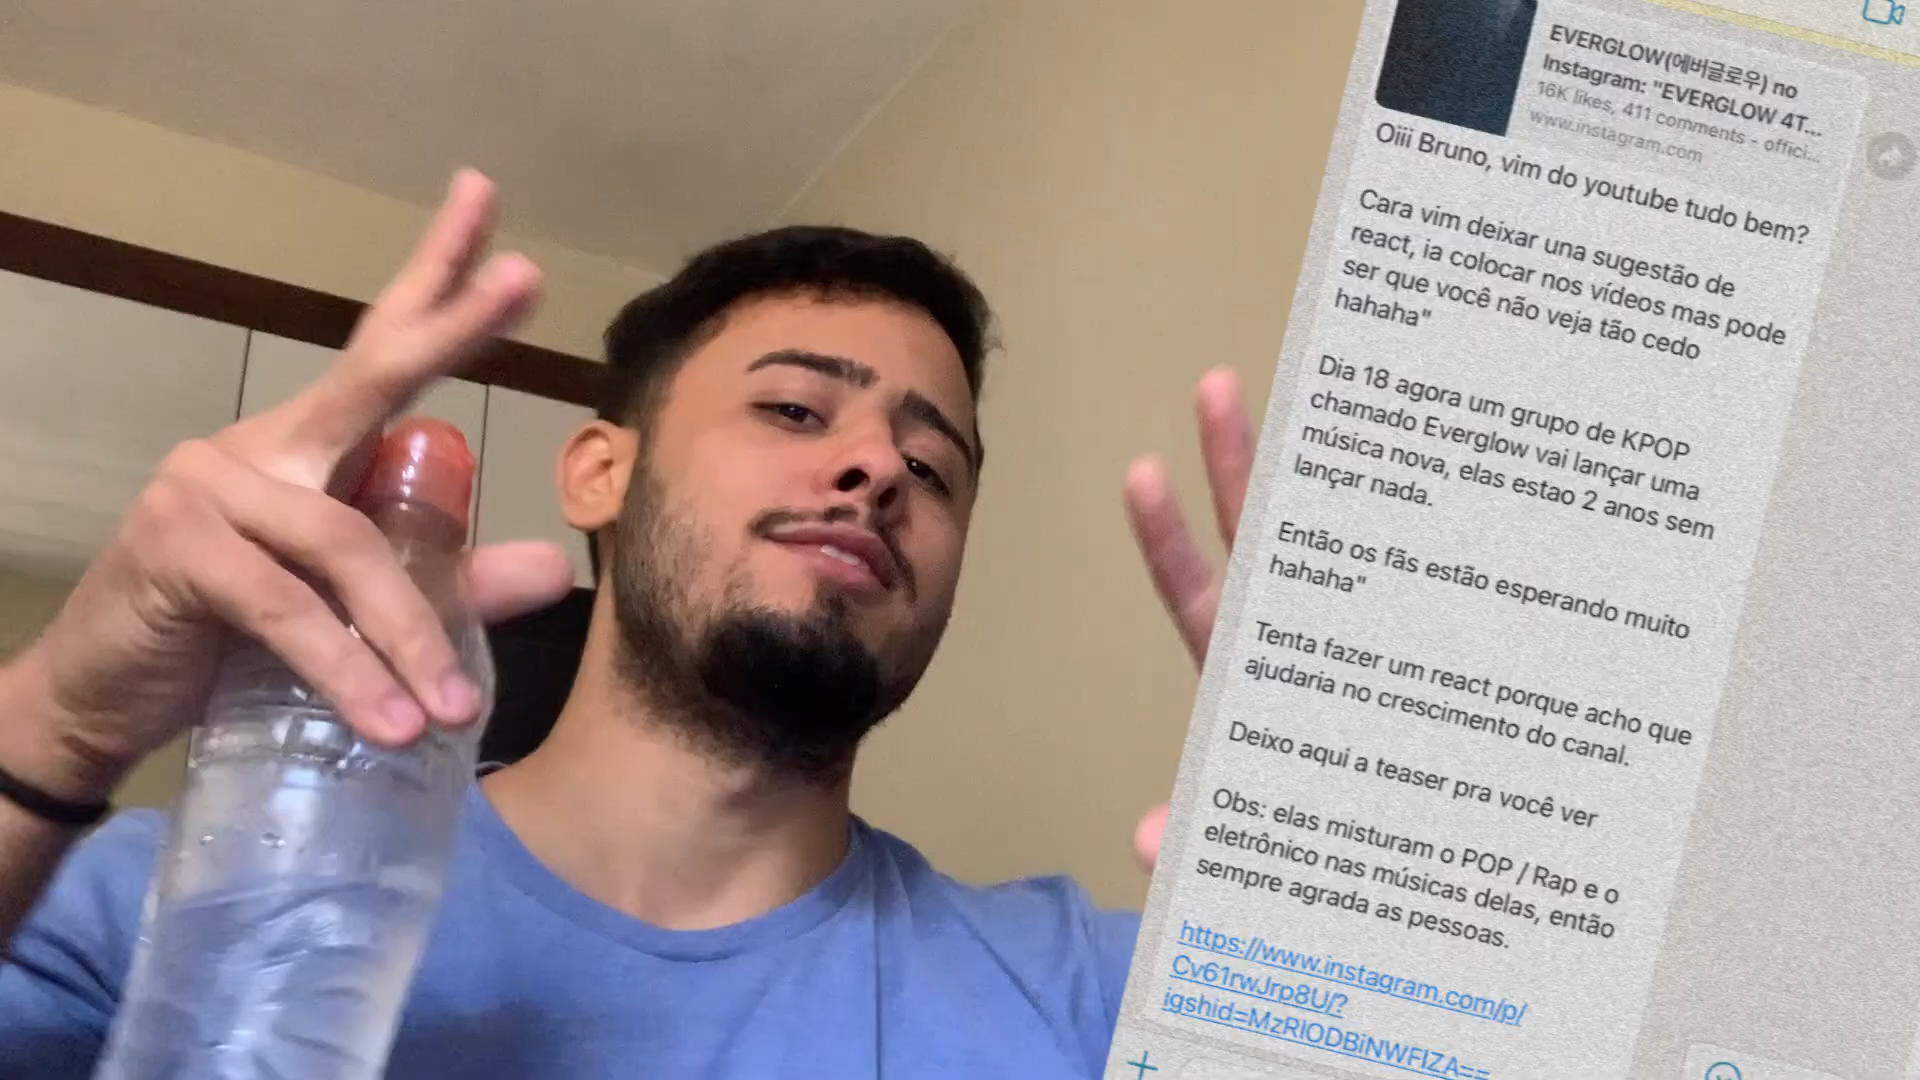 EVERGLOW(에버글로우) no
Instagram: "EVERGLOW 4T...
16K likes, 411 comments - offici...
www.instagram.com
Oiii Bruno, vim do youtube tudo bem?
Cara vim deixar una sugestão de
react, ia colocar nos vídeos mas pode
ser que você não veja tão cedo
hahaha"
Dia 18 agora um grupo de KPOP
chamado Everglow vai lançar uma
música nova, elas estao 2 anos sem
lançar nada.
Então os fãs estão esperando muito
hahaha"
Tenta fazer um react porque acho que
ajudaria no crescimento do canal.
Deixo aqui a teaser pra você ver
Obs: elas misturam o POP / Rap e o
eletrônico nas músicas delas, então
sempre agrada as pessoas.
https://www.instagram.com/p/
Cv61rwJrp8U/?
igshid=MzRlODBiNWFlZA==